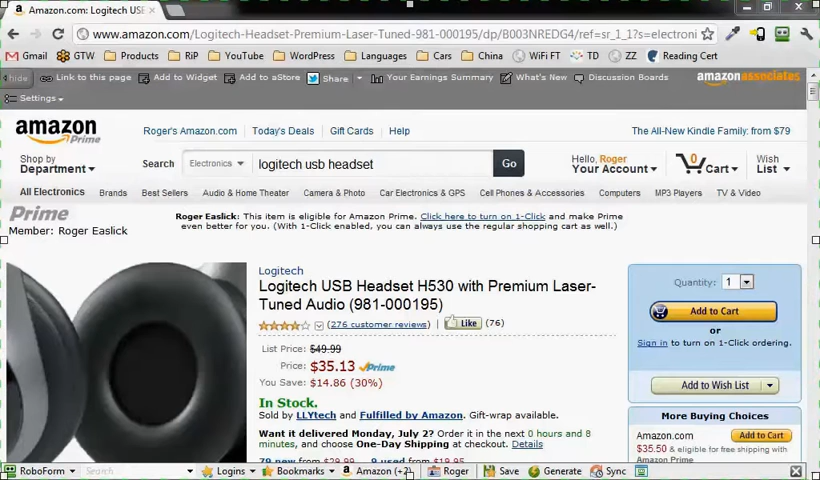 Amazon.com: Logitech USB
www.amazon.com/Logitech-Headset-Premium-Laser-Tuned-981-000195/dp/B003NREDG4/ref=sr_1_1?s=electroni
Gmail GTW Products RiP YouTube WordPress Languages Cars China WiFi FT TD ZZ Reading Cert
hide Link to this page Add to Widget Add to aStore Share Your Earnings Summary What's New Discussion Boards amazon associates
Settings
amazon Prime Roger's Amazon.com Today's Deals Gift Cards Help The All-New Kindle Family: from $79
Shop by Department Search Electronics logitech usb headset Go Hello, Roger Your Account 0 Cart Wish List
All Electronics Brands Best Sellers Audio & Home Theater Camera & Photo Car Electronics & GPS Cell Phones & Accessories Computers MP3 Players TV & Video
Prime
Member: Roger Easlick
Roger Easlick: This item is eligible for Amazon Prime. Click here to turn on 1-Click and make Prime
even better for you. (With 1-Click enabled, you can always use the regular shopping cart as well.)
Logitech
Logitech USB Headset H530 with Premium Laser-
Tuned Audio (981-000195)
(276 customer reviews) | Like (76)
List Price: $49.99
Price: $35.13 Prime
You Save: $14.86 (30%)
In Stock.
Sold by LLYtech and Fulfilled by Amazon. Gift-wrap available.
Want it delivered Monday, July 2? Order it in the next 0 hours and 8
minutes, and choose One-Day Shipping at checkout. Details
79 new from $29.99 9 used from $19.95
Quantity: 1
Add to Cart
or
Sign in to turn on 1-Click ordering.
Add to Wish List
More Buying Choices
Amazon.com Add to Cart
$35.50 & eligible for free shipping
RoboForm Search Logins Bookmarks Amazon (+2) Roger Save Generate Sync